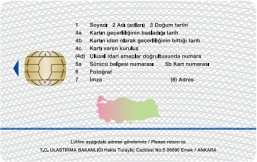 1 Soyadı 2 Adı (adları) 3 Doğum tarihi
4a Kartın geçerliliğinin başladığı tarih
4b Kartın idari olarak geçerliliğinin bittiği tarih
4c Kartı veren kuruluş
(4d) Ulusal idari amaçlar doğrultusunda numara
5a Sürücü belgesi numarası 5b Kart numarası
6 Fotoğraf
7 İmza (8) Adres
Lütfen aşağıdaki adrese gönderiniz / Please return to
T.C. ULAŞTIRMA BAKANLIĞI Hakkı Turayliç Caddesi No:5 06690 Emek / ANKARA